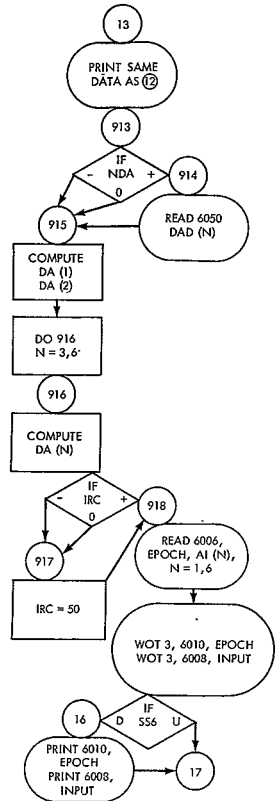 13
PRINT SAME
DATA AS 12
913
IF
- NDA +
0
914
915
READ 6050
DAD (N)
COMPUTE
DA (1)
DA (2)
DO 916
N = 3,6
916
COMPUTE
DA (N)
IF
- IRC +
0
918
917
READ 6006,
EPOCH, AI (N),
N = 1,6
IRC = 50
WOT 3, 6010, EPOCH
WOT 3, 6008, INPUT
16
IF
D SS6 U
PRINT 6010,
EPOCH
PRINT 6008,
INPUT
17